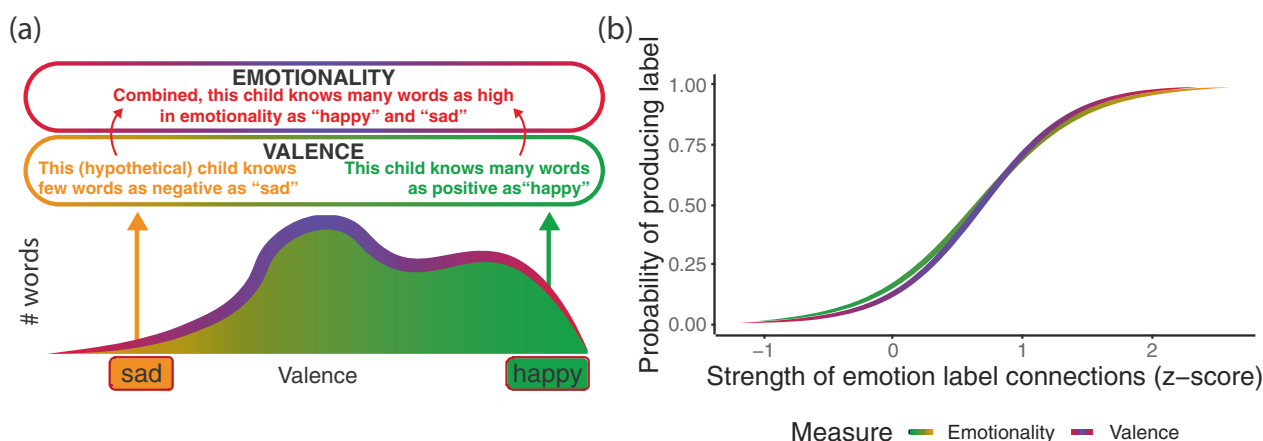 (a)
EMOTIONALITY
Combined, this child knows many words as high
in emotionality as “happy” and “sad”
VALENCE
This (hypothetical) child knows
few words as negative as “sad”
This child knows many words
as positive as“happy”
# words
sad
Valence
happy
(b)
Probability of producing label
1.00
0.75
0.50
0.25
0.00
−1
0
1
2
Strength of emotion label connections (z−score)
Measure
Emotionality
Valence